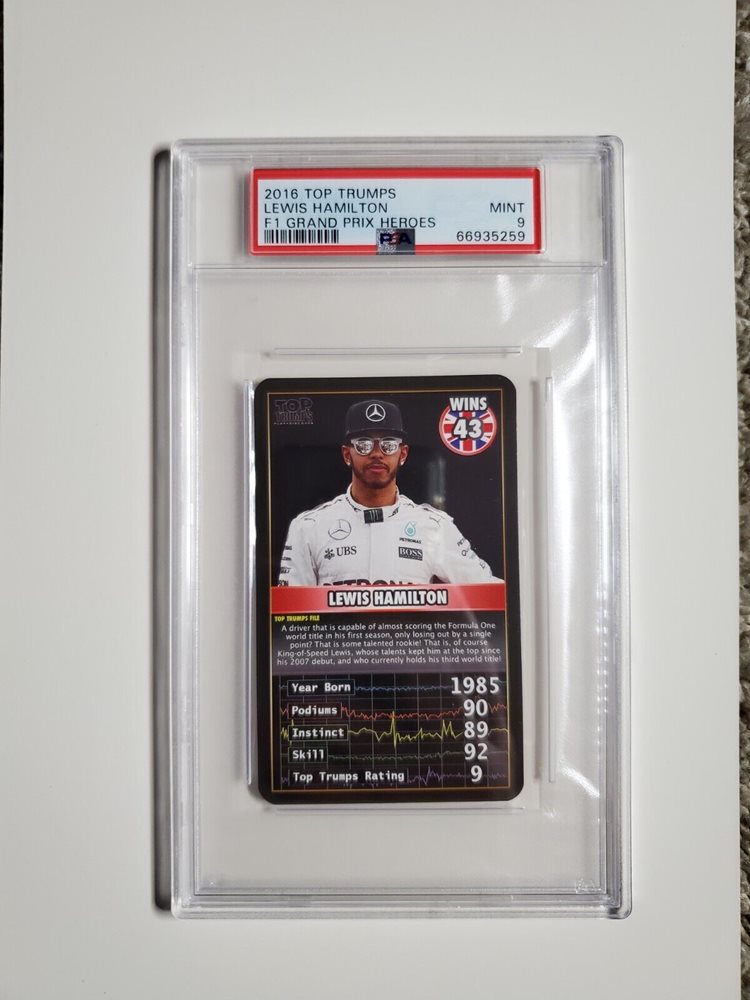 2016 TOP TRUMPS
LEWIS HAMILTON MINT
F1 GRAND PRIX HEROES 9
PSA 66935259
TOP TRUMPS
WINS
43
UBS
PETRONAS
BOSS
PETRONAS
LEWIS HAMILTON
TOP TRUMPS FILE
A driver that is capable of almost scoring the Formula One
world title in his first season, only losing out by a single
point? That is some talented rookie! That is, of course
King-of-Speed Lewis, whose talents kept him at the top since
his 2007 debut, and who currently holds his third world title!
Year Born 1985
Podiums 90
Instinct 89
Skill 92
Top Trumps Rating 9